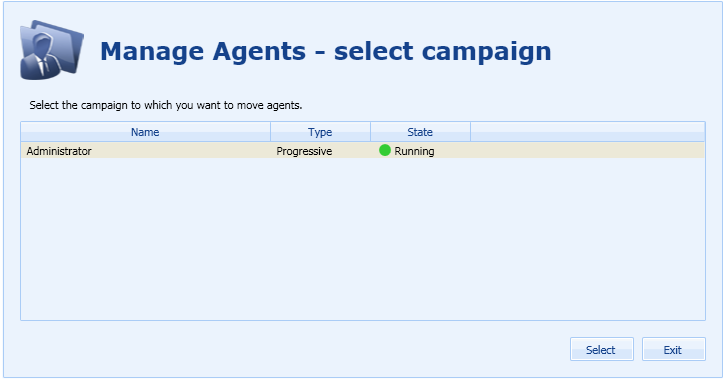 Manage Agents - select campaign
Select the campaign to which you want to move agents.
Name Type State
Administrator Progressive Running
Select Exit